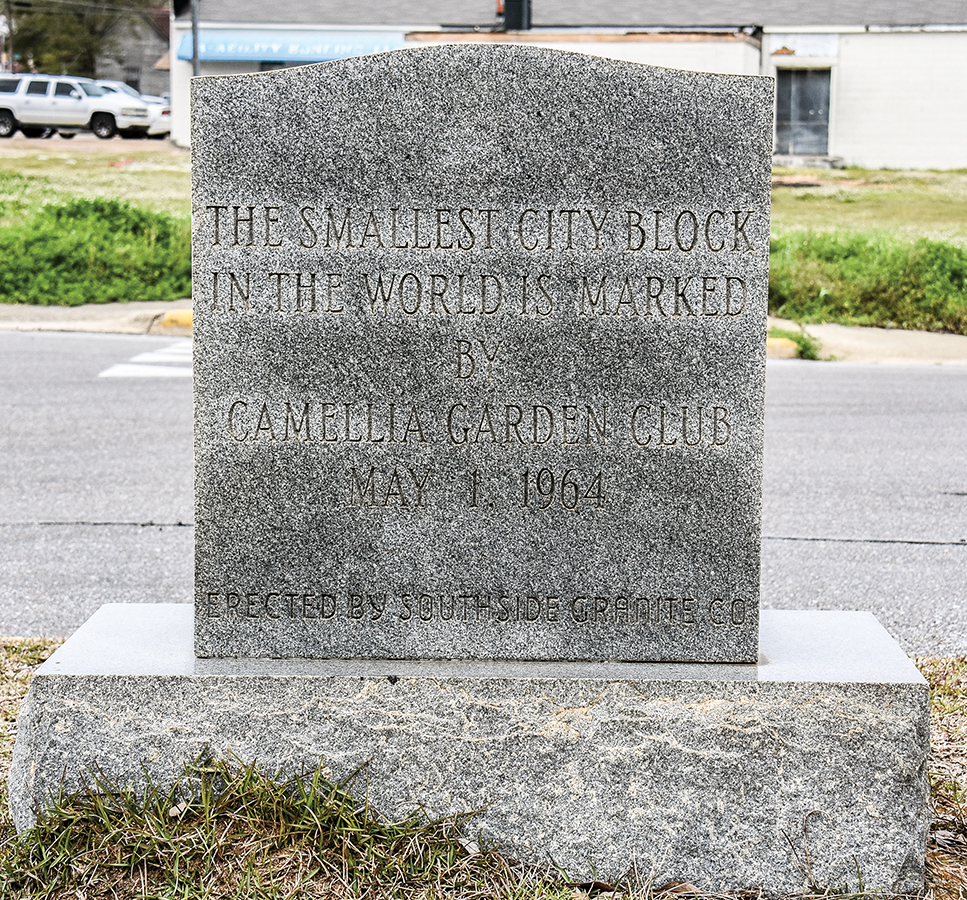 THE SMALLEST CITY BLOCK
IN THE WORLD IS MARKED
BY
CAMELLIA GARDEN CLUB
MAY 1, 1964
ERECTED BY SOUTHSIDE GRANITE CO.